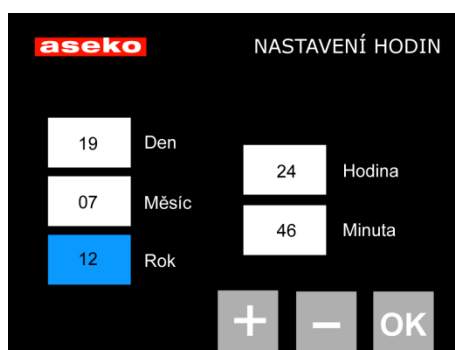 aseko
NASTAVENÍ HODIN
19 Den
07 Měsíc
12 Rok
24 Hodina
46 Minuta
+ – OK